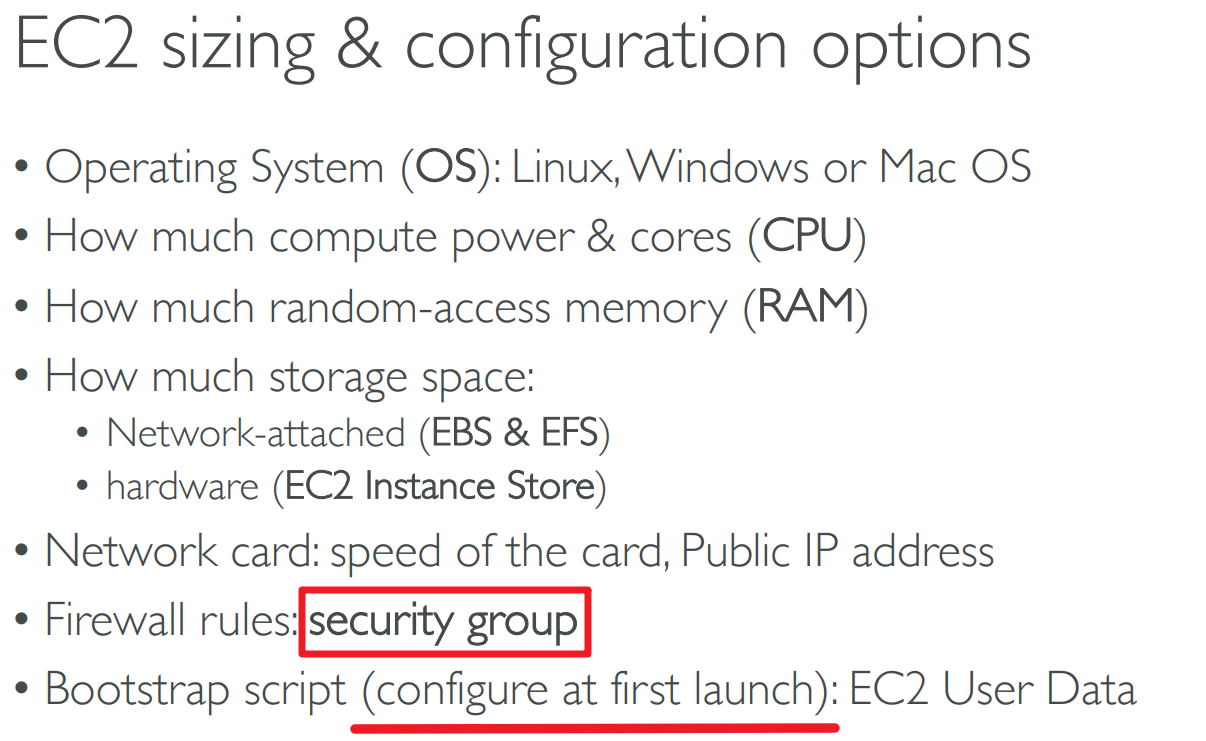 EC2 sizing & configuration options
• Operating System (OS): Linux, Windows or Mac OS
• How much compute power & cores (CPU)
• How much random-access memory (RAM)
• How much storage space:
• Network-attached (EBS & EFS)
• hardware (EC2 Instance Store)
• Network card: speed of the card, Public IP address
• Firewall rules: security group
• Bootstrap script (configure at first launch): EC2 User Data